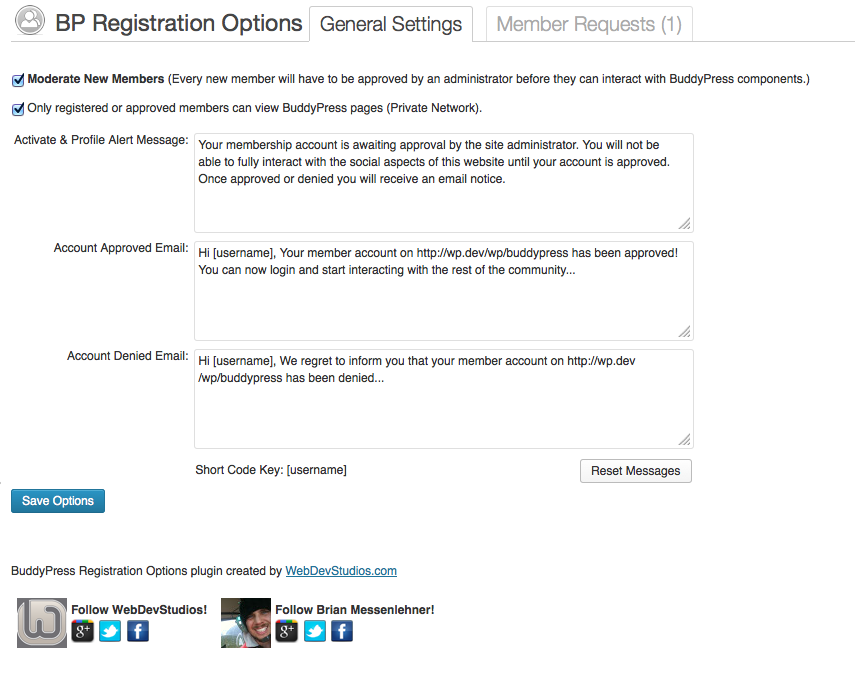 BP Registration Options General Settings Member Requests (1)
Moderate New Members (Every new member will have to be approved by an administrator before they can interact with BuddyPress components.)
Only registered or approved members can view BuddyPress pages (Private Network).
Activate & Profile Alert Message:
Your membership account is awaiting approval by the site administrator. You will not be
able to fully interact with the social aspects of this website until your account is approved.
Once approved or denied you will receive an email notice.
Account Approved Email:
Hi [username], Your member account on http://wp.dev/wp/buddypress has been approved!
You can now login and start interacting with the rest of the community...
Account Denied Email:
Hi [username], We regret to inform you that your member account on http://wp.dev
/wp/buddypress has been denied...
Short Code Key: [username]
Reset Messages
Save Options
BuddyPress Registration Options plugin created by WebDevStudios.com
W
Follow WebDevStudios!
g+ f
Follow Brian Messenlehner!
g+ f